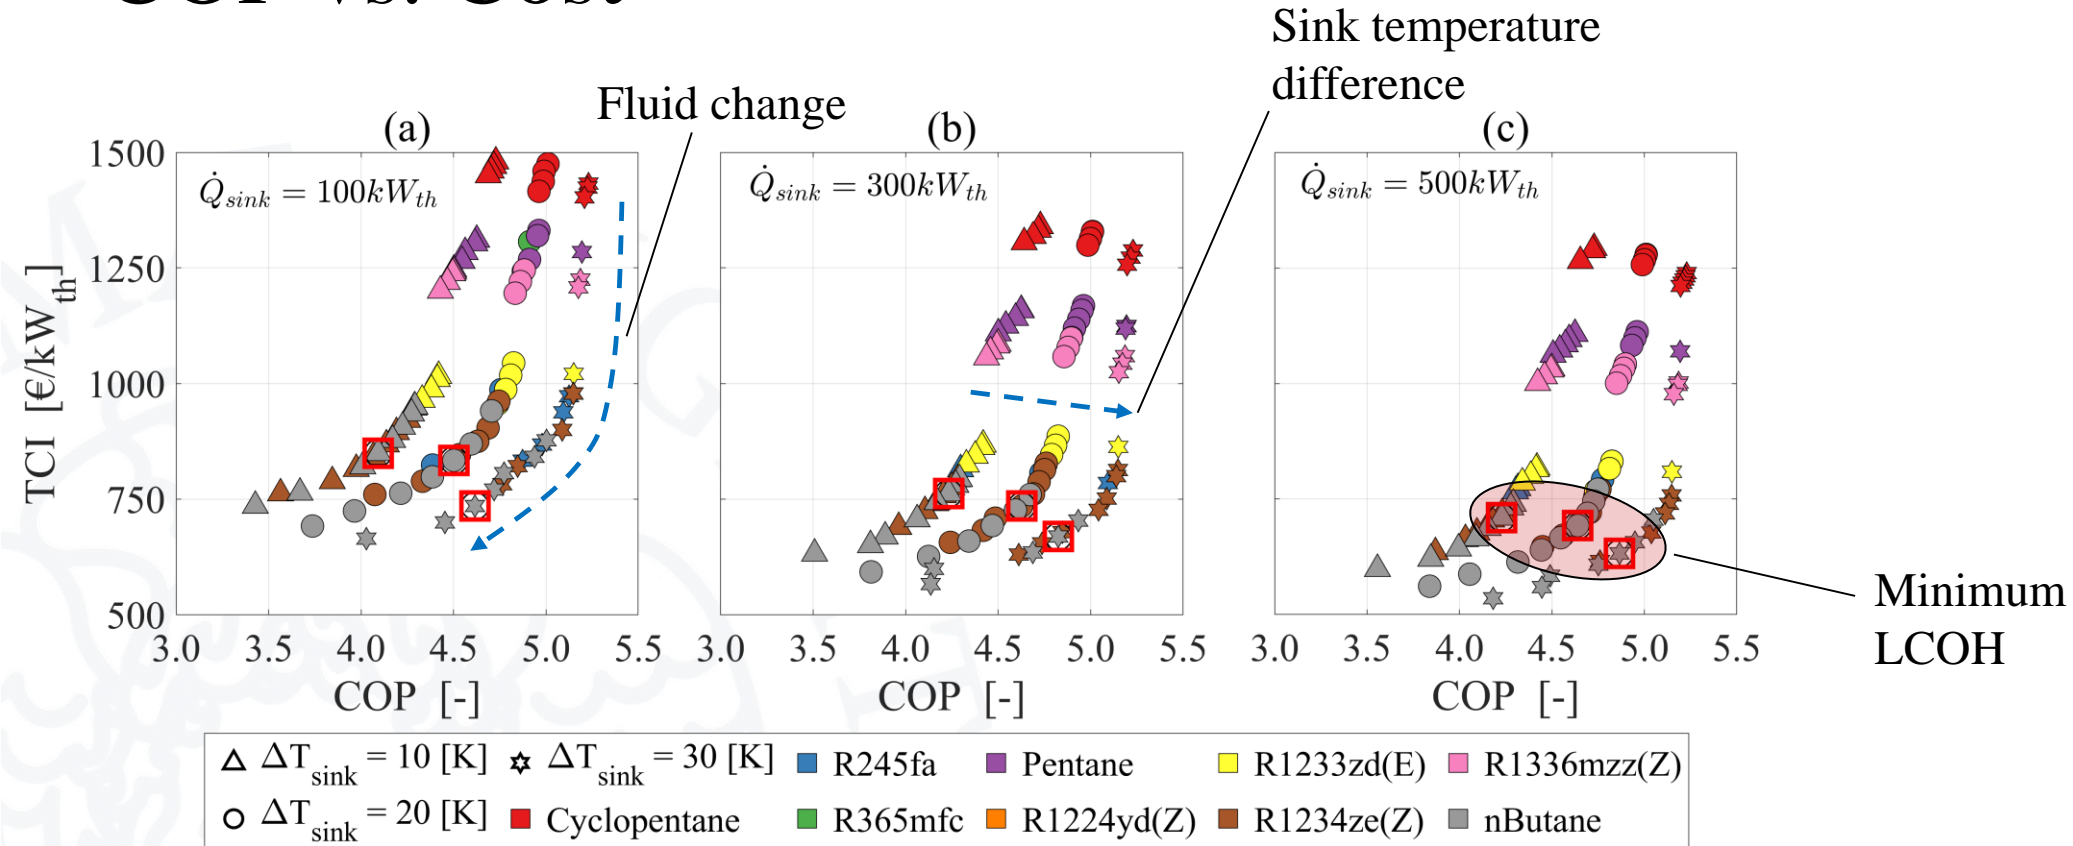 COP vs. Cost
Sink temperature
difference
Fluid change
(a)
(b)
(c)
Q̇sink = 100kWth
Q̇sink = 300kWth
Q̇sink = 500kWth
1500
1250
1000
750
500
TCI [€/kWth]
3.0 3.5 4.0 4.5 5.0 5.5
3.0 3.5 4.0 4.5 5.0 5.5
3.0 3.5 4.0 4.5 5.0 5.5
COP [-]
COP [-]
COP [-]
Minimum
LCOH
ΔTsink = 10 [K] ΔTsink = 30 [K] R245fa Pentane R1233zd(E) R1336mzz(Z)
ΔTsink = 20 [K] Cyclopentane R365mfc R1224yd(Z) R1234ze(Z) nButane